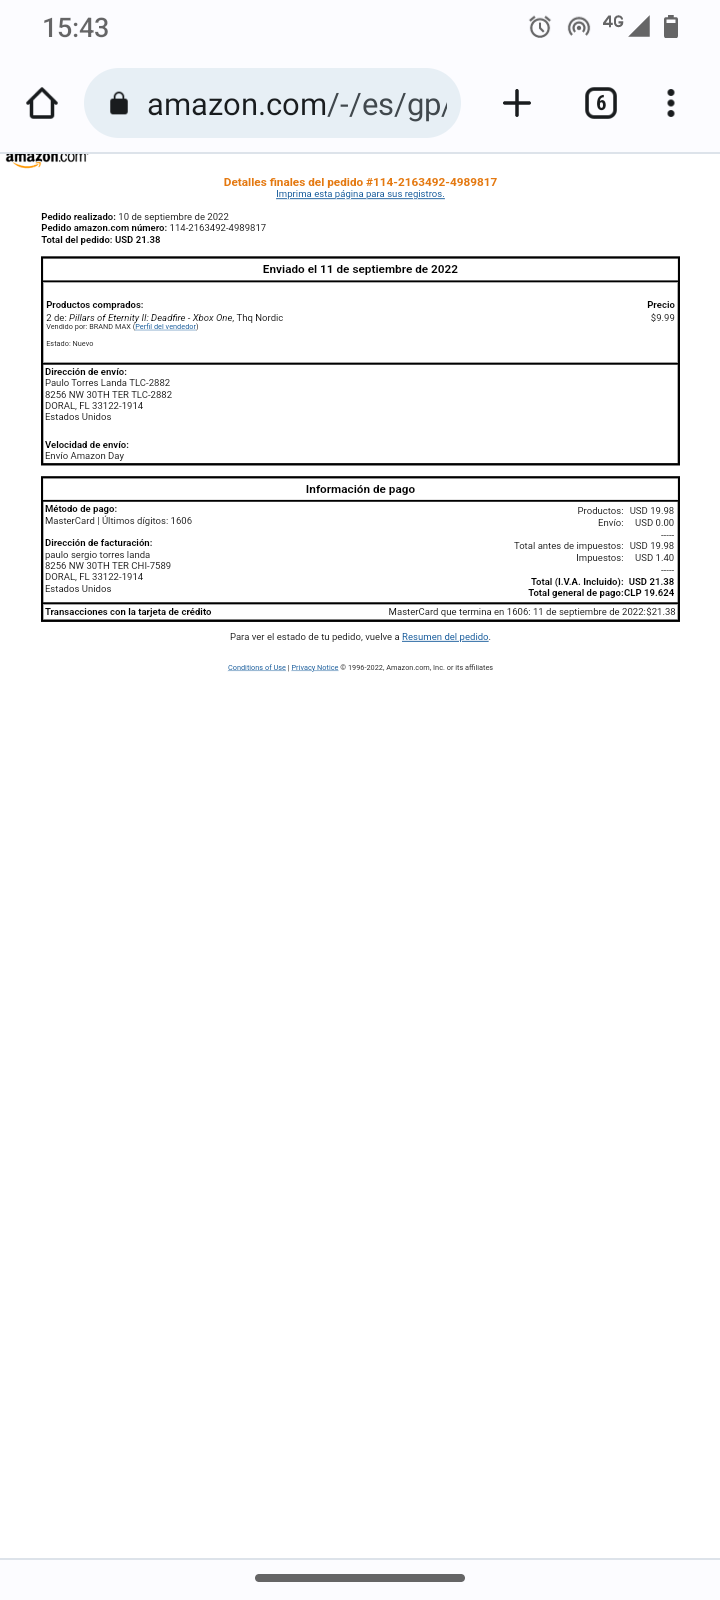 15:43
4G
amazon.com/-/es/gp/
6
amazon.com
Detalles finales del pedido #114-2163492-4989817
Imprima esta página para sus registros.
Pedido realizado: 10 de septiembre de 2022
Pedido amazon.com número: 114-2163492-4989817
Total del pedido: USD 21.38
Enviado el 11 de septiembre de 2022
Productos comprados: Precio
2 de: Pillars of Eternity II: Deadfire - Xbox One, Thq Nordic $9.99
Vendido por: BRAND MAX (Perfil del vendedor)
Estado: Nuevo
Dirección de envío:
Paulo Torres Landa TLC-2882
8256 NW 30TH TER TLC-2882
DORAL, FL 33122-1914
Estados Unidos
Velocidad de envío:
Envío Amazon Day
Información de pago
Método de pago:
MasterCard | Últimos dígitos: 1606
Dirección de facturación:
paulo sergio torres landa
8256 NW 30TH TER CHI-7589
DORAL, FL 33122-1914
Estados Unidos
Productos: USD 19.98
Envío: USD 0.00
-----
Total antes de impuestos: USD 19.98
Impuestos: USD 1.40
-----
Total (I.V.A. Incluido): USD 21.38
Total general de pago:CLP 19.624
Transacciones con la tarjeta de crédito MasterCard que termina en 1606: 11 de septiembre de 2022:$21.38
Para ver el estado de tu pedido, vuelve a Resumen del pedido.
Conditions of Use | Privacy Notice © 1996-2022, Amazon.com, Inc. or its affiliates